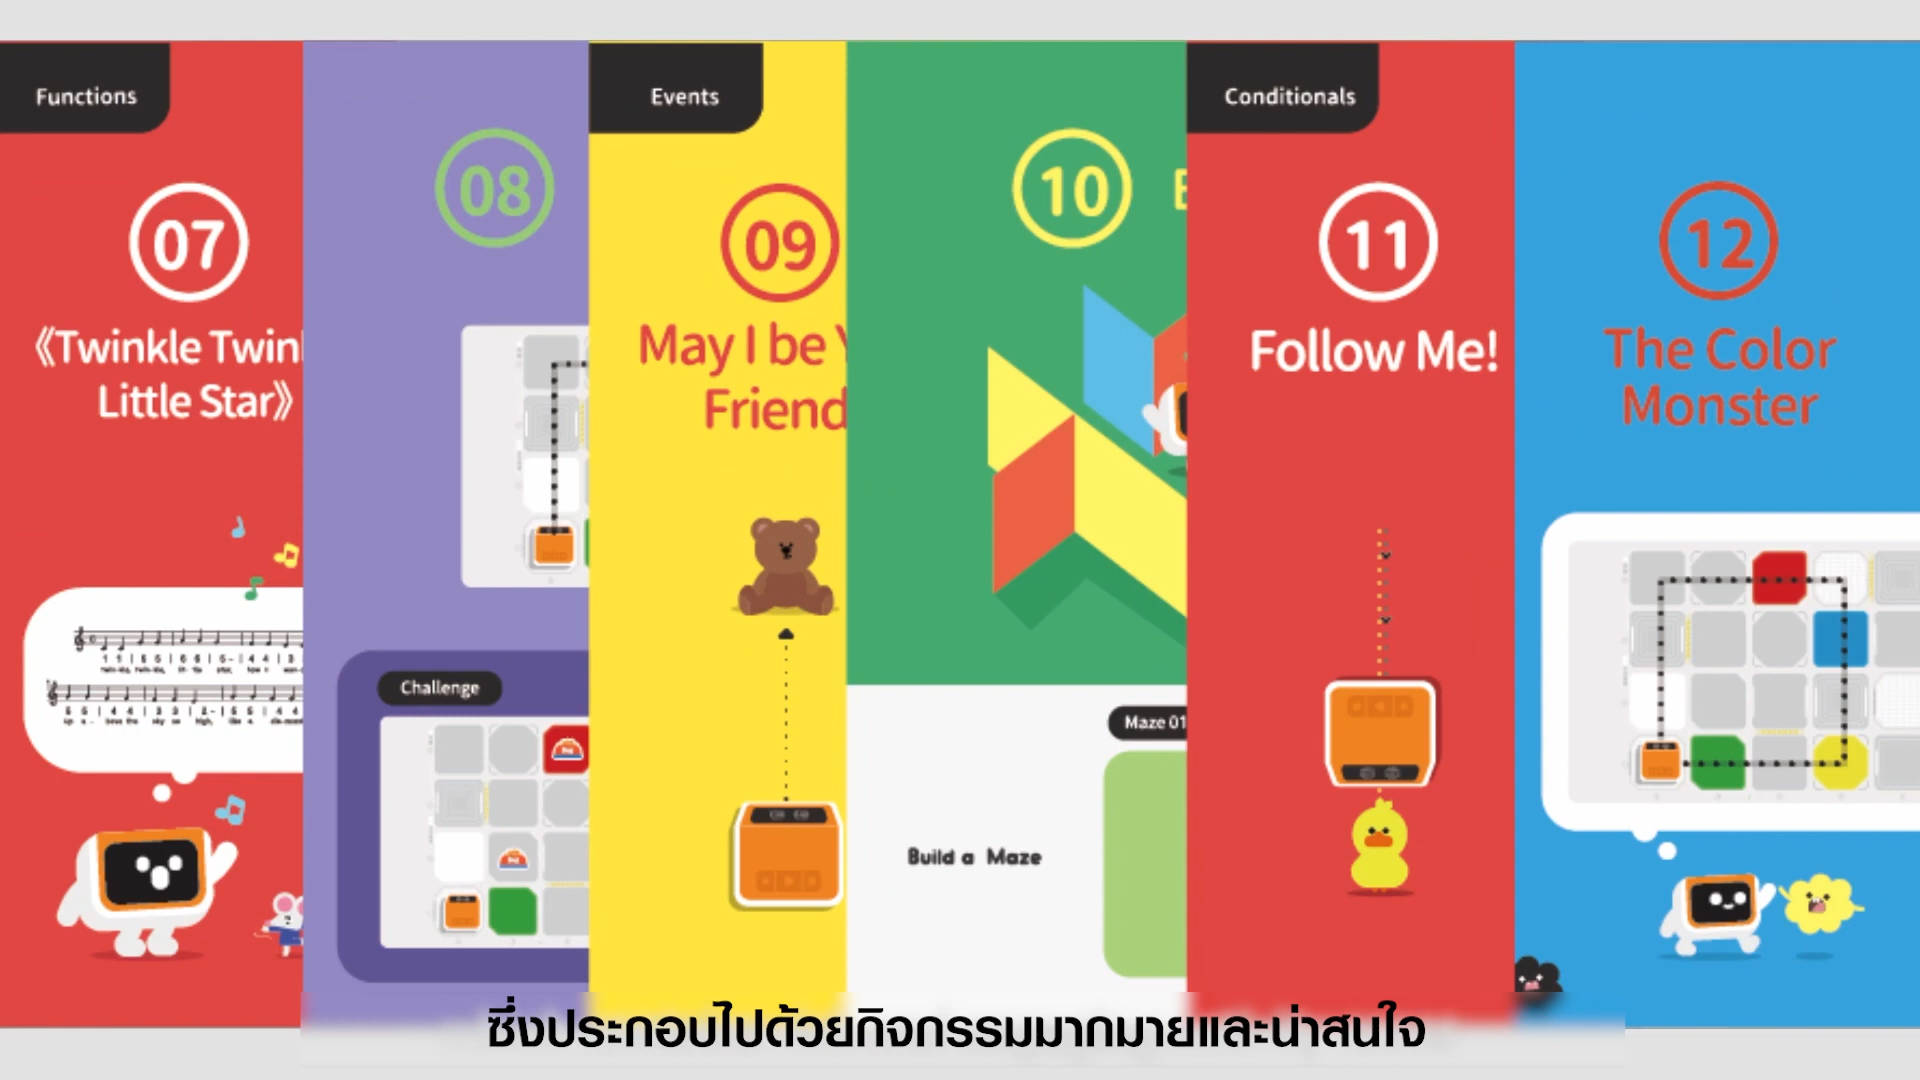 Functions
07
《Twinkle Twin
Little Star》
08
Challenge
Events
09
May I be
Friend
10
Maze 01
Build a Maze
Conditionals
11
Follow Me!
12
The Color
Monster
ซึ่งประกอบไปด้วยกิจกรรมมากมายและน่าสนใจ